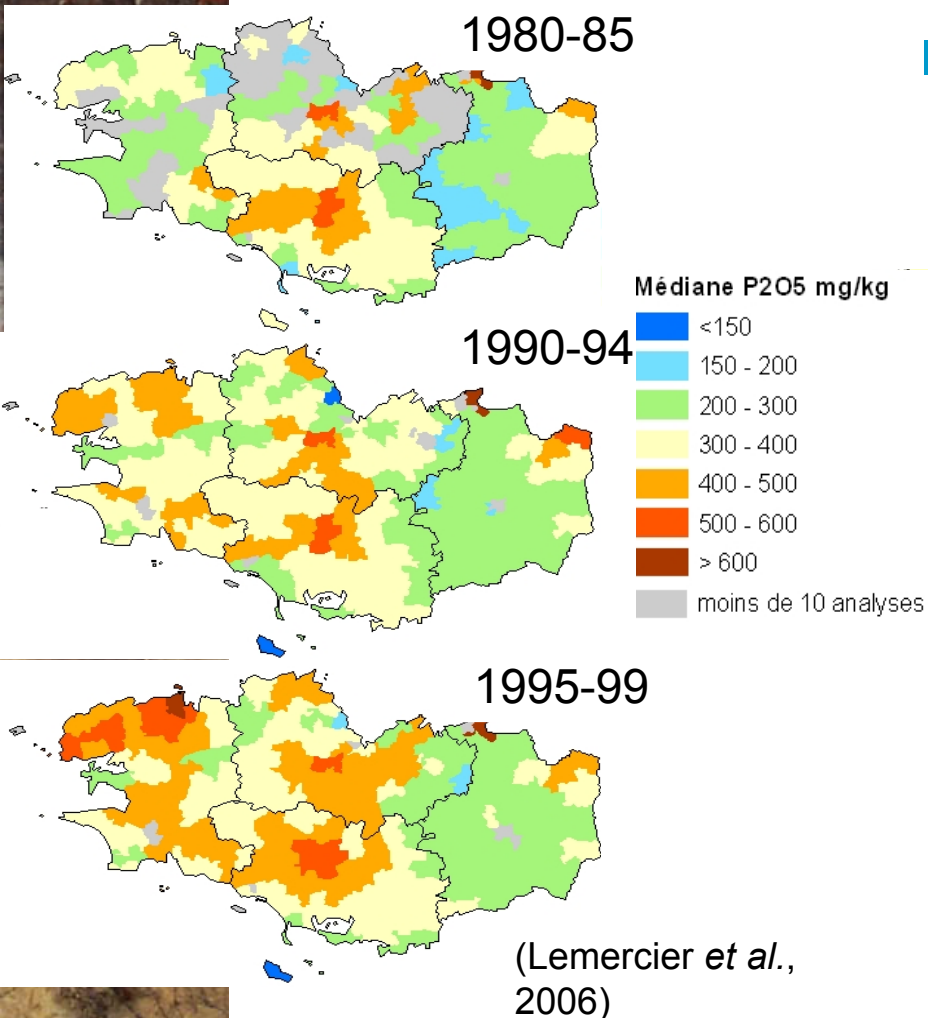 1980-85
Médiane P2O5 mg/kg
<150
150 - 200
200 - 300
300 - 400
400 - 500
500 - 600
> 600
moins de 10 analyses
1990-94
1995-99
(Lemercier et al.,
2006)